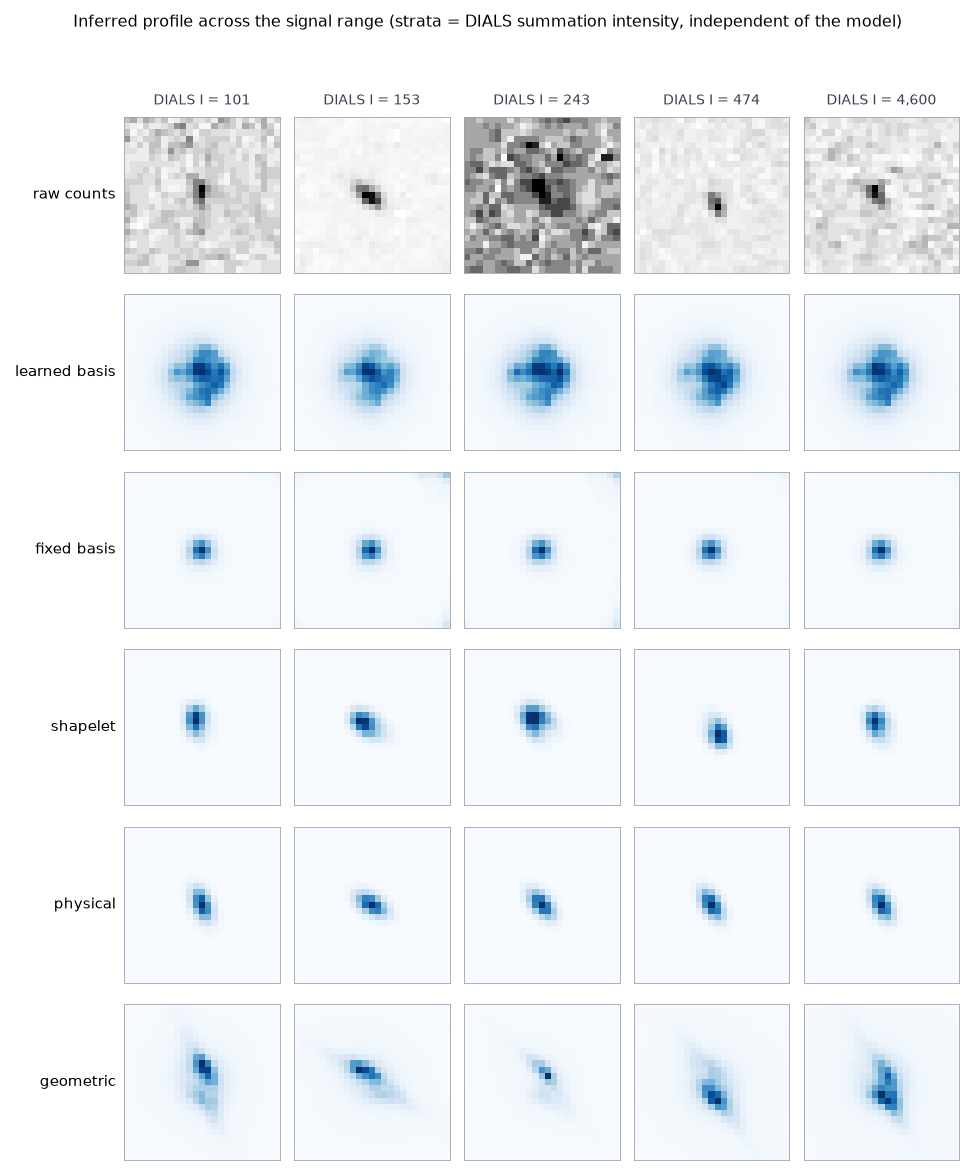 Inferred profile across the signal range (strata = DIALS summation intensity, independent of the model)
DIALS I = 101
DIALS I = 153
DIALS I = 243
DIALS I = 474
DIALS I = 4,600
raw counts
learned basis
fixed basis
shapelet
physical
geometric